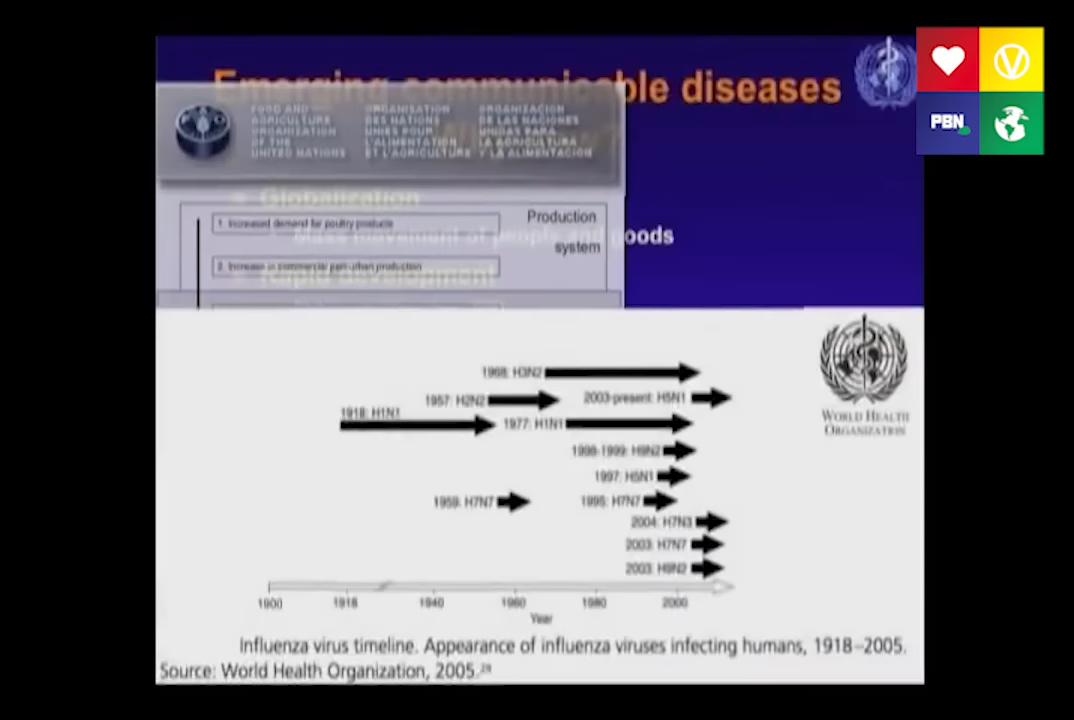 Emerging communicable diseases
PBN
FOOD AND
AGRICULTURE
ORGANIZATION
OF THE
UNITED NATIONS
ORGANISATION
DES NATIONS
UNIES POUR
L'ALIMENTATION
ET L'AGRICULTURE
ORGANIZACION
DE LAS NACIONES
UNIDAS PARA
LA AGRICULTURA
Y LA ALIMENTACION
Globalization
1. Increased demand for poultry products
Production
system
Mass movement of people and goods
2. Increase in commercial peri-urban production
Rapid development
1968: H3N2
1957: H2N2
2003-present: H5N1
1918: H1N1
1977: H1N1
1998-1999: H9N2
1997: H5N1
1959: H7N7
1995: H7N7
2004: H7N3
2003: H7N7
2003: H9N2
WORLD HEALTH
ORGANIZATION
1900 1918 1940 1960 1980 2000
Year
Influenza virus timeline. Appearance of influenza viruses infecting humans, 1918–2005.
Source: World Health Organization, 2005.